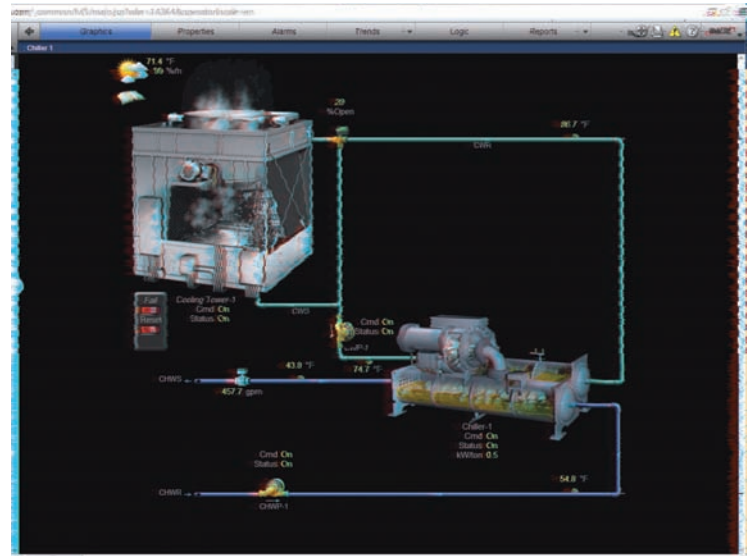 Graphics Properties Alarms Trends Logic Reports
Chiller 1
71.4 °F
%rh
%Open
86.7 °F
CWR
Fail
Reset
Cooling Tower-1
Cmd On
Status On
CWS
Cmd On
Status On
CWP-1
74.7 °F
CHWS
43.8 °F
457.7 gpm
Chiller-1
Cmd On
Status On
kW/ton 0.5
Cmd On
Status On
CHWR
CHWP-1
54.8 °F